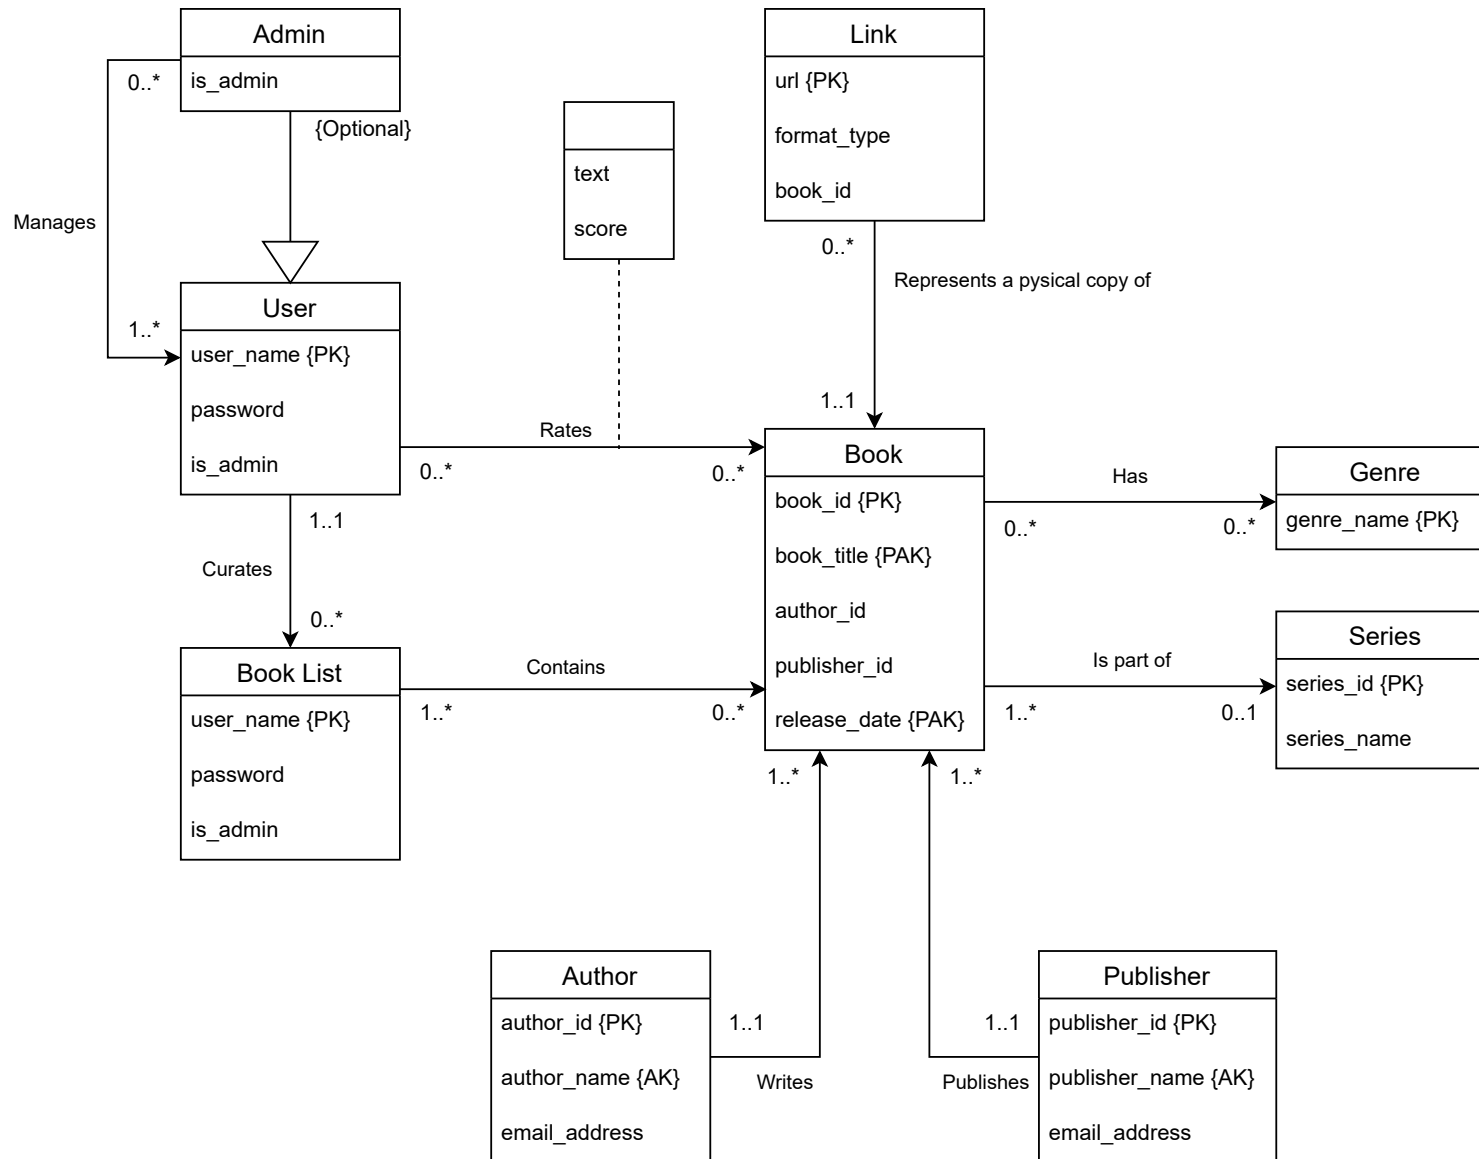 Admin
is_admin
0..*
{Optional}
Manages
1..*
User
user_name {PK}
password
is_admin
text
score
Link
url {PK}
format_type
book_id
0..*
Represents a pysical copy of
1..1
Rates
0..*
0..*
Book
book_id {PK}
book_title {PAK}
author_id
publisher_id
release_date {PAK}
Has
0..*
0..*
Genre
genre_name {PK}
Is part of
1..*
0..1
Series
series_id {PK}
series_name
1..1
Curates
0..*
Book List
user_name {PK}
password
is_admin
Contains
1..*
0..*
1..*
1..*
Author
author_id {PK}
author_name {AK}
email_address
1..1
Writes
Publisher
publisher_id {PK}
publisher_name {AK}
email_address
1..1
Publishes